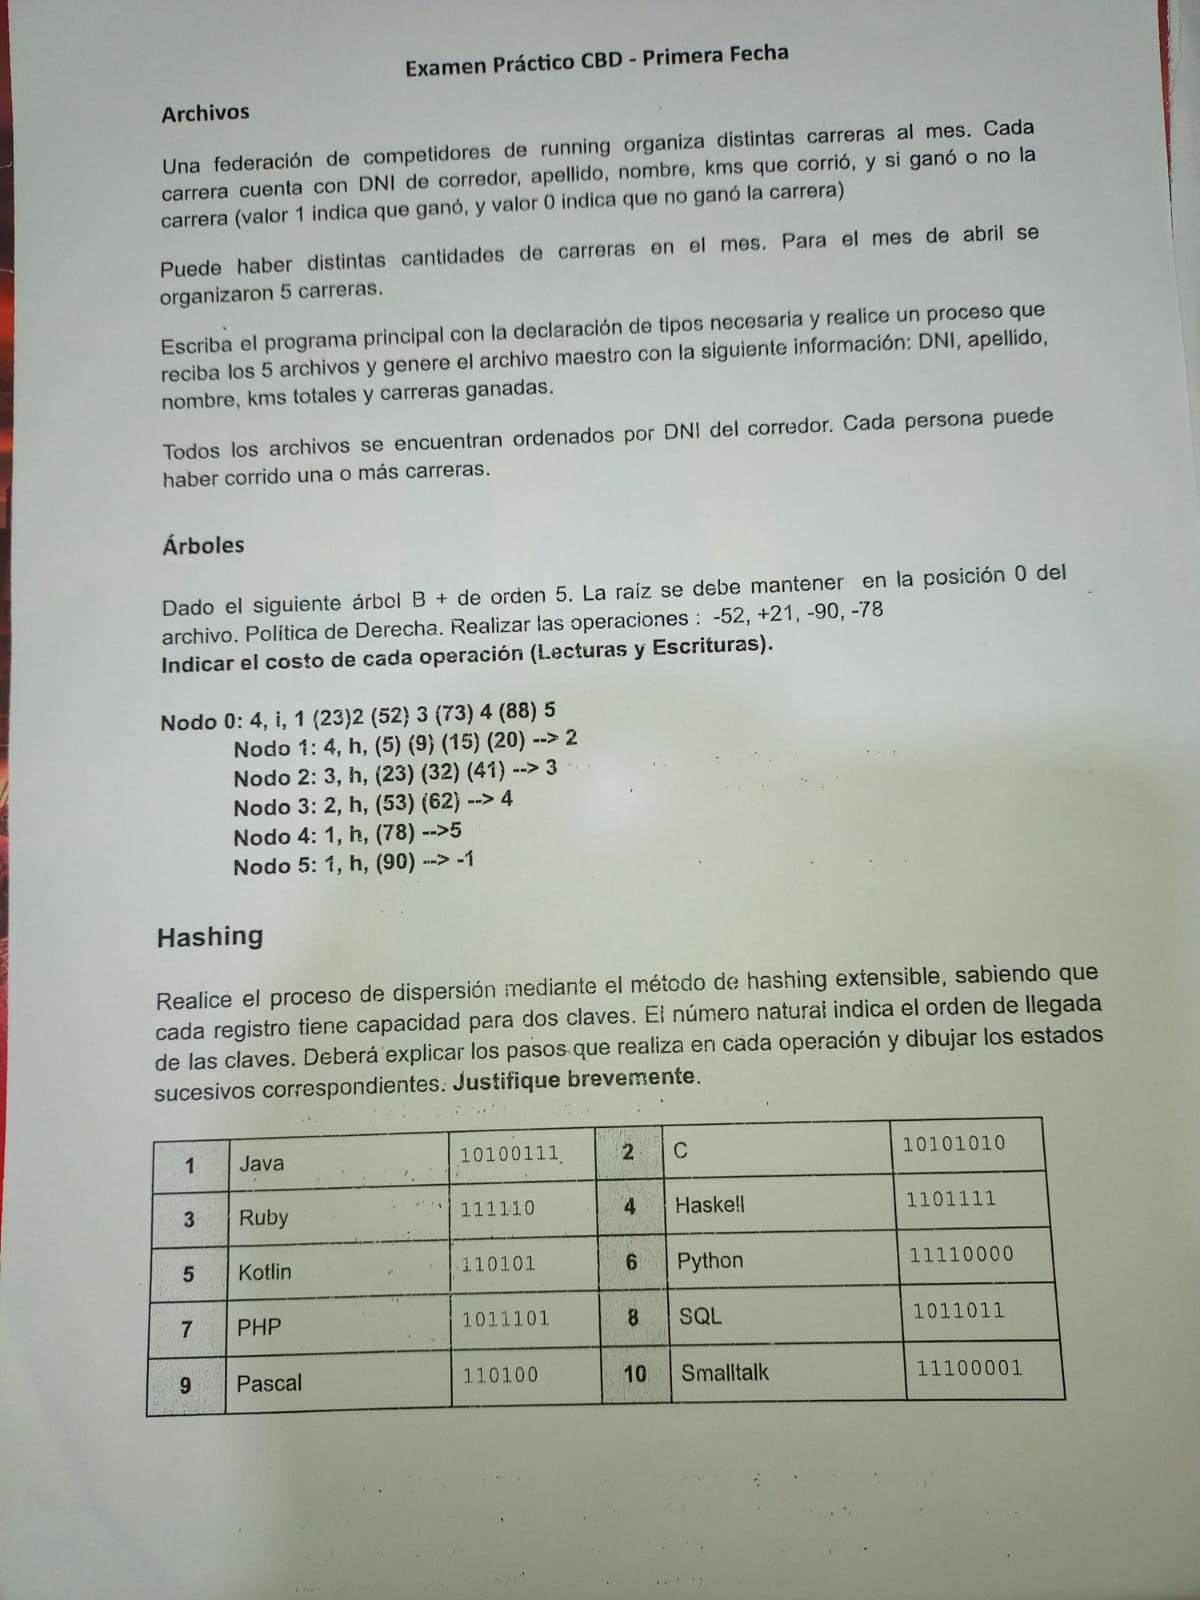 Examen Práctico CBD - Primera Fecha
Archivos
Una federación de competidores de running organiza distintas carreras al mes. Cada
carrera cuenta con DNI de corredor, apellido, nombre, kms que corrió, y si ganó o no la
carrera (valor 1 indica que ganó, y valor 0 indica que no ganó la carrera)
Puede haber distintas cantidades de carreras en el mes. Para el mes de abril se
organizaron 5 carreras.
Escriba el programa principal con la declaración de tipos necesaria y realice un proceso que
reciba los 5 archivos y genere el archivo maestro con la siguiente información: DNI, apellido,
nombre, kms totales y carreras ganadas.
Todos los archivos se encuentran ordenados por DNI del corredor. Cada persona puede
haber corrido una o más carreras.
Árboles
Dado el siguiente árbol B + de orden 5. La raíz se debe mantener en la posición 0 del
archivo. Política de Derecha. Realizar las operaciones : -52, +21, -90, -78
Indicar el costo de cada operación (Lecturas y Escrituras).
Nodo 0: 4, i, 1 (23)2 (52) 3 (73) 4 (88) 5
Nodo 1: 4, h, (5) (9) (15) (20) --> 2
Nodo 2: 3, h, (23) (32) (41) --> 3
Nodo 3: 2, h, (53) (62) --> 4
Nodo 4: 1, h, (78) -->5
Nodo 5: 1, h, (90) --> -1
Hashing
Realice el proceso de dispersión mediante el método de hashing extensible, sabiendo que
cada registro tiene capacidad para dos claves. El número natural indica el orden de llegada
de las claves. Deberá explicar los pasos que realiza en cada operación y dibujar los estados
sucesivos correspondientes. Justifique brevemente.
1 Java 10100111 2 C 10101010
3 Ruby 111110 4 Haskell 1101111
5 Kotlin 110101 6 Python 11110000
7 PHP 1011101 8 SQL 1011011
9 Pascal 110100 10 Smalltalk 11100001